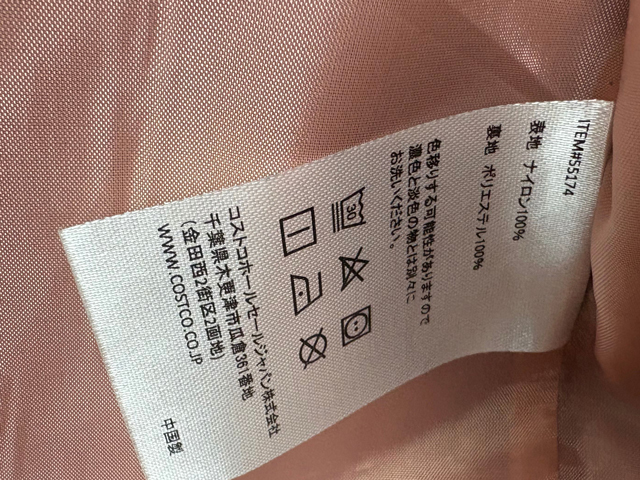 ITEM#S5174
表地 ナイロン100%
裏地 ポリエステル100%
色移りする可能性がありますので
濃色と淡色の物とは別々に
お洗いください。
30
コストコホールセールジャパン株式会社
千葉県木更津市瓜倉361番地
(金田西2街区2画地)
WWW.COSTCO.CO.JP
中国製